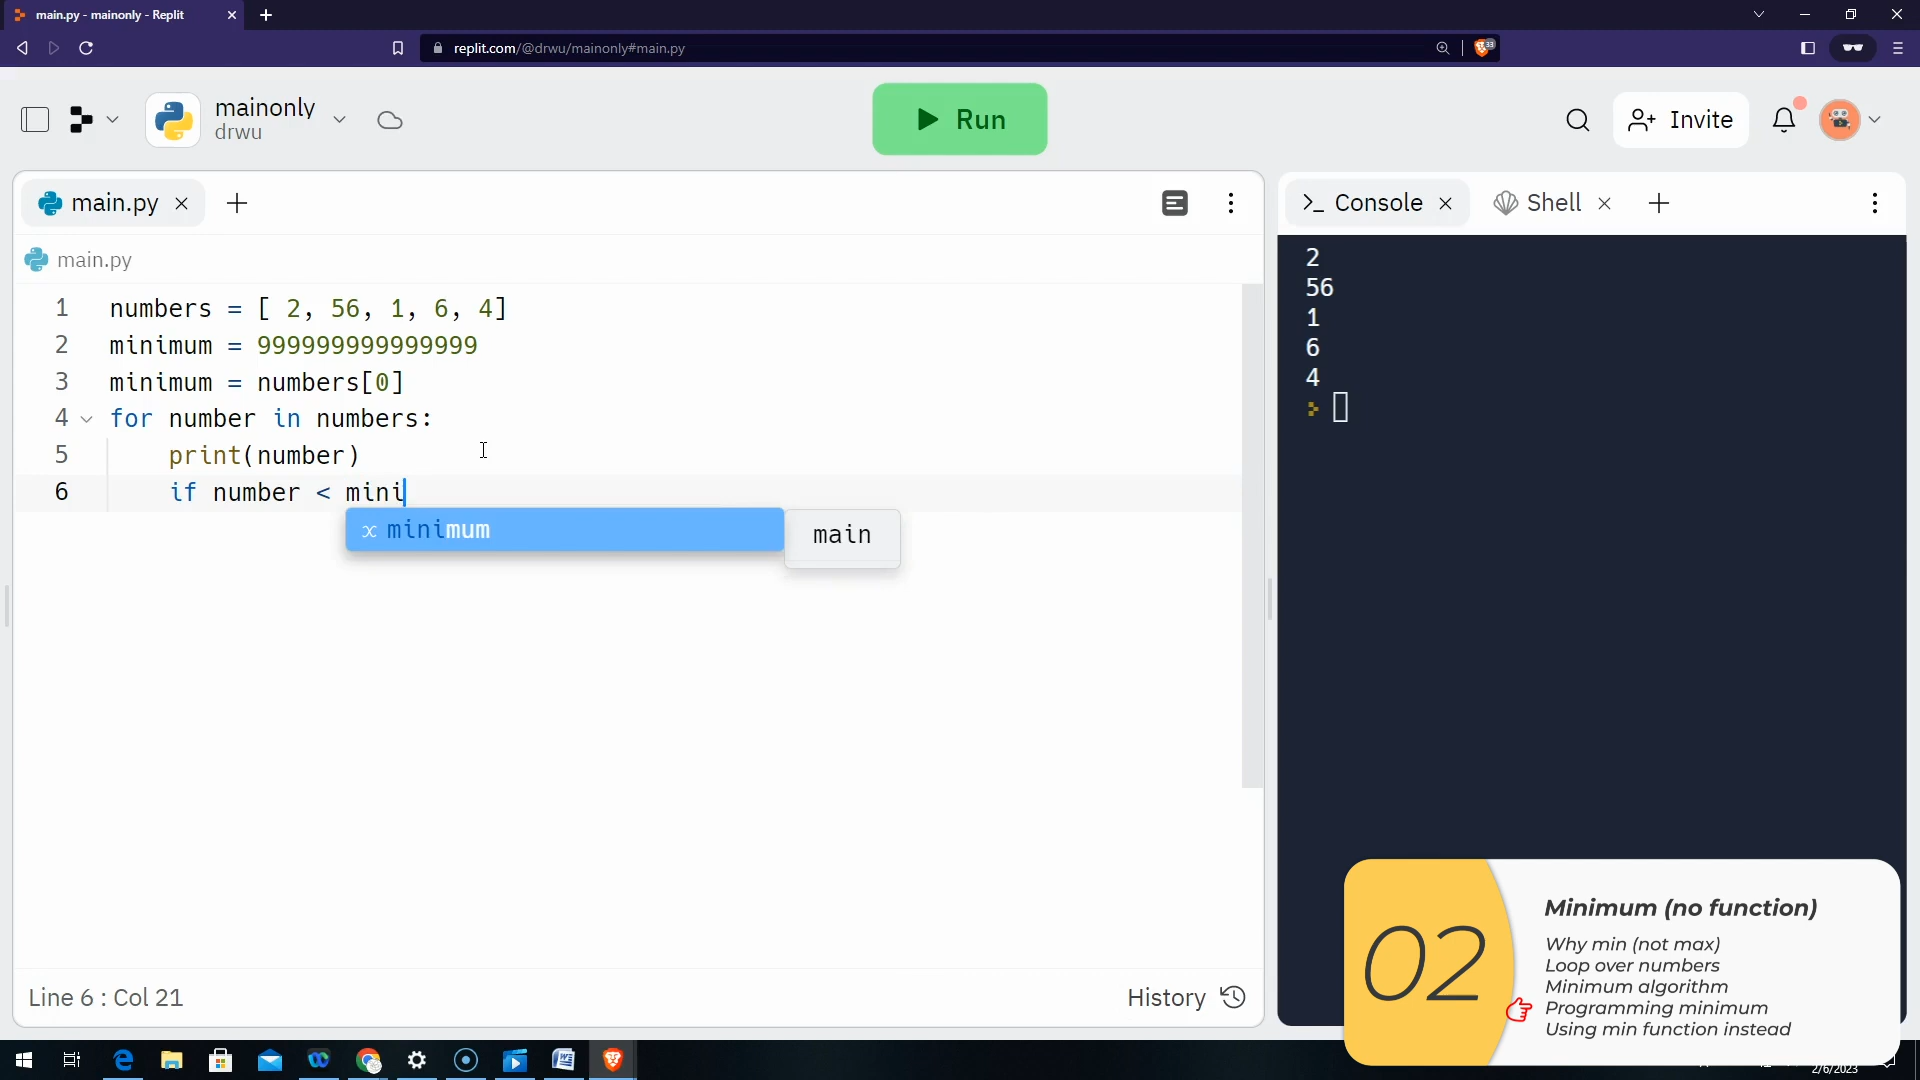 main.py - mainonly - Replit
replit.com/@drwu/mainonly#main.py
33
mainonly
drwu
Run
Invite
main.py
Console
Shell
main.py
1 numbers = [ 2, 56, 1, 6, 4]
2 minimum = 999999999999999
3 minimum = numbers[0]
4 for number in numbers:
5 print(number)
6 if number < mini
x minimum
main
2
56
1
6
4
Line 6 : Col 21
History
02
Minimum (no function)
Why min (not max)
Loop over numbers
Minimum algorithm
Programming minimum
Using min function instead
2/6/2023